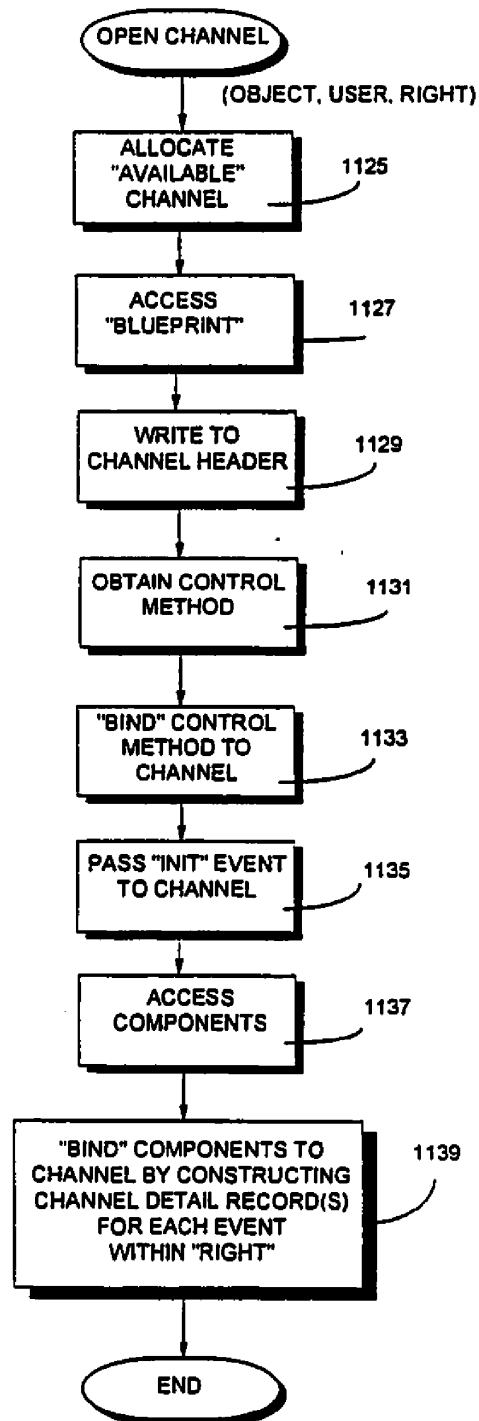 OPEN CHANNEL
(OBJECT, USER, RIGHT)
ALLOCATE
"AVAILABLE"
CHANNEL
1125
ACCESS
"BLUEPRINT"
1127
WRITE TO
CHANNEL HEADER
1129
OBTAIN CONTROL
METHOD
1131
"BIND" CONTROL
METHOD TO
CHANNEL
1133
PASS "INIT" EVENT
TO CHANNEL
1135
ACCESS
COMPONENTS
1137
"BIND" COMPONENTS TO
CHANNEL BY CONSTRUCTING
CHANNEL DETAIL RECORD(S)
FOR EACH EVENT
WITHIN "RIGHT"
1139
END